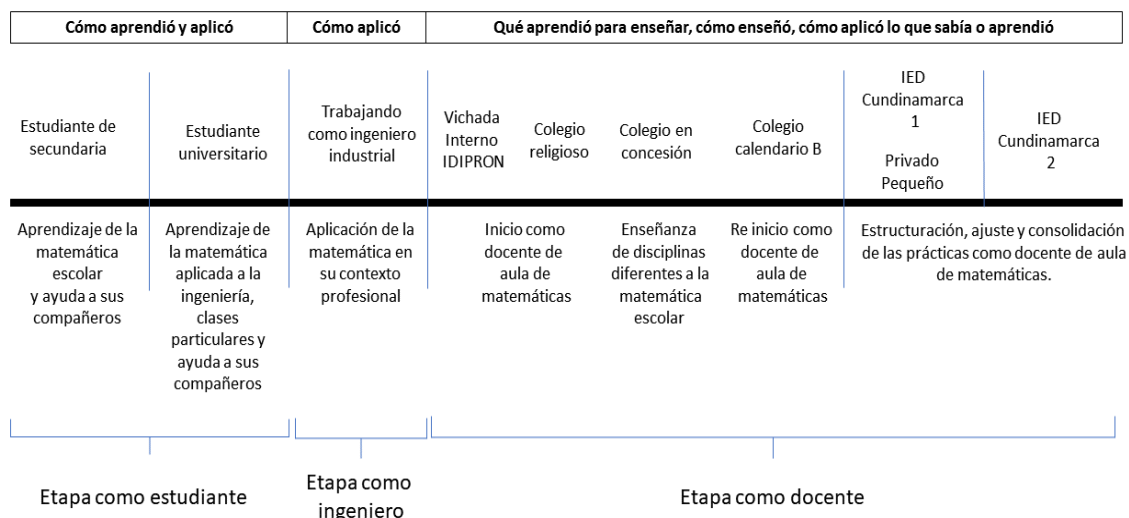 Cómo aprendió y aplicó
Cómo aplicó
Qué aprendió para enseñar, cómo enseñó, cómo aplicó lo que sabía o aprendió
Estudiante de
secundaria
Estudiante
universitario
Trabajando
como ingeniero
industrial
Vichada
Interno
IDIPRON
Colegio
religioso
Colegio en
concesión
Colegio
calendario B
IED
Cundinamarca
1
Privado
Pequeño
IED
Cundinamarca
2
Aprendizaje de la
matemática
escolar
y ayuda a sus
compañeros
Aprendizaje de
la matemática
aplicada a la
ingeniería,
clases
particulares y
ayuda a sus
compañeros
Aplicación de la
matemática en
su contexto
profesional
Inicio como
docente de
aula de
matemáticas
Enseñanza
de disciplinas
diferentes a la
matemática
escolar
Re inicio como
docente de
aula de
matemáticas
Estructuración, ajuste y consolidación
de las prácticas como docente de aula
de matemáticas.
Etapa como estudiante
Etapa como
ingeniero
Etapa como docente